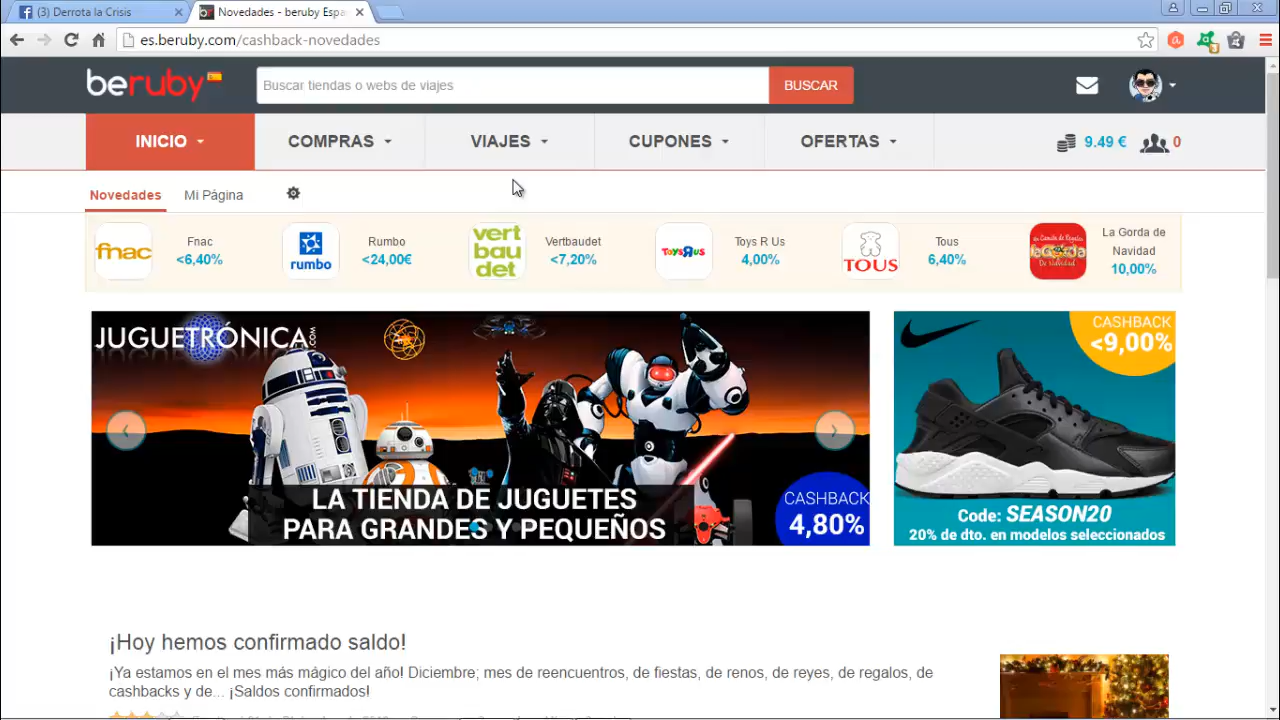 (3) Derrota la Crisis
Novedades - beruby Espa
es.beruby.com/cashback-novedades
beruby
Buscar tiendas o webs de viajes
BUSCAR
INICIO
COMPRAS
VIAJES
CUPONES
OFERTAS
9.49 €
0
Novedades
Mi Página
fnac
Fnac
<6,40%
rumbo
Rumbo
<24,00€
vert
bau
det
Vertbaudet
<7,20%
ToysЯUs
Toys R Us
4,00%
TOUS
Tous
6,40%
La Gorda de
Navidad
10,00%
JUGUETRÓNICA.com
LA TIENDA DE JUGUETES
PARA GRANDES Y PEQUEÑOS
CASHBACK
4,80%
CASHBACK
<9,00%
Code: SEASON20
20% de dto. en modelos seleccionados
¡Hoy hemos confirmado saldo!
¡Ya estamos en el mes más mágico del año! Diciembre; mes de reencuentros, de fiestas, de renos, de reyes, de regalos, de
cashbacks y de... ¡Saldos confirmados!